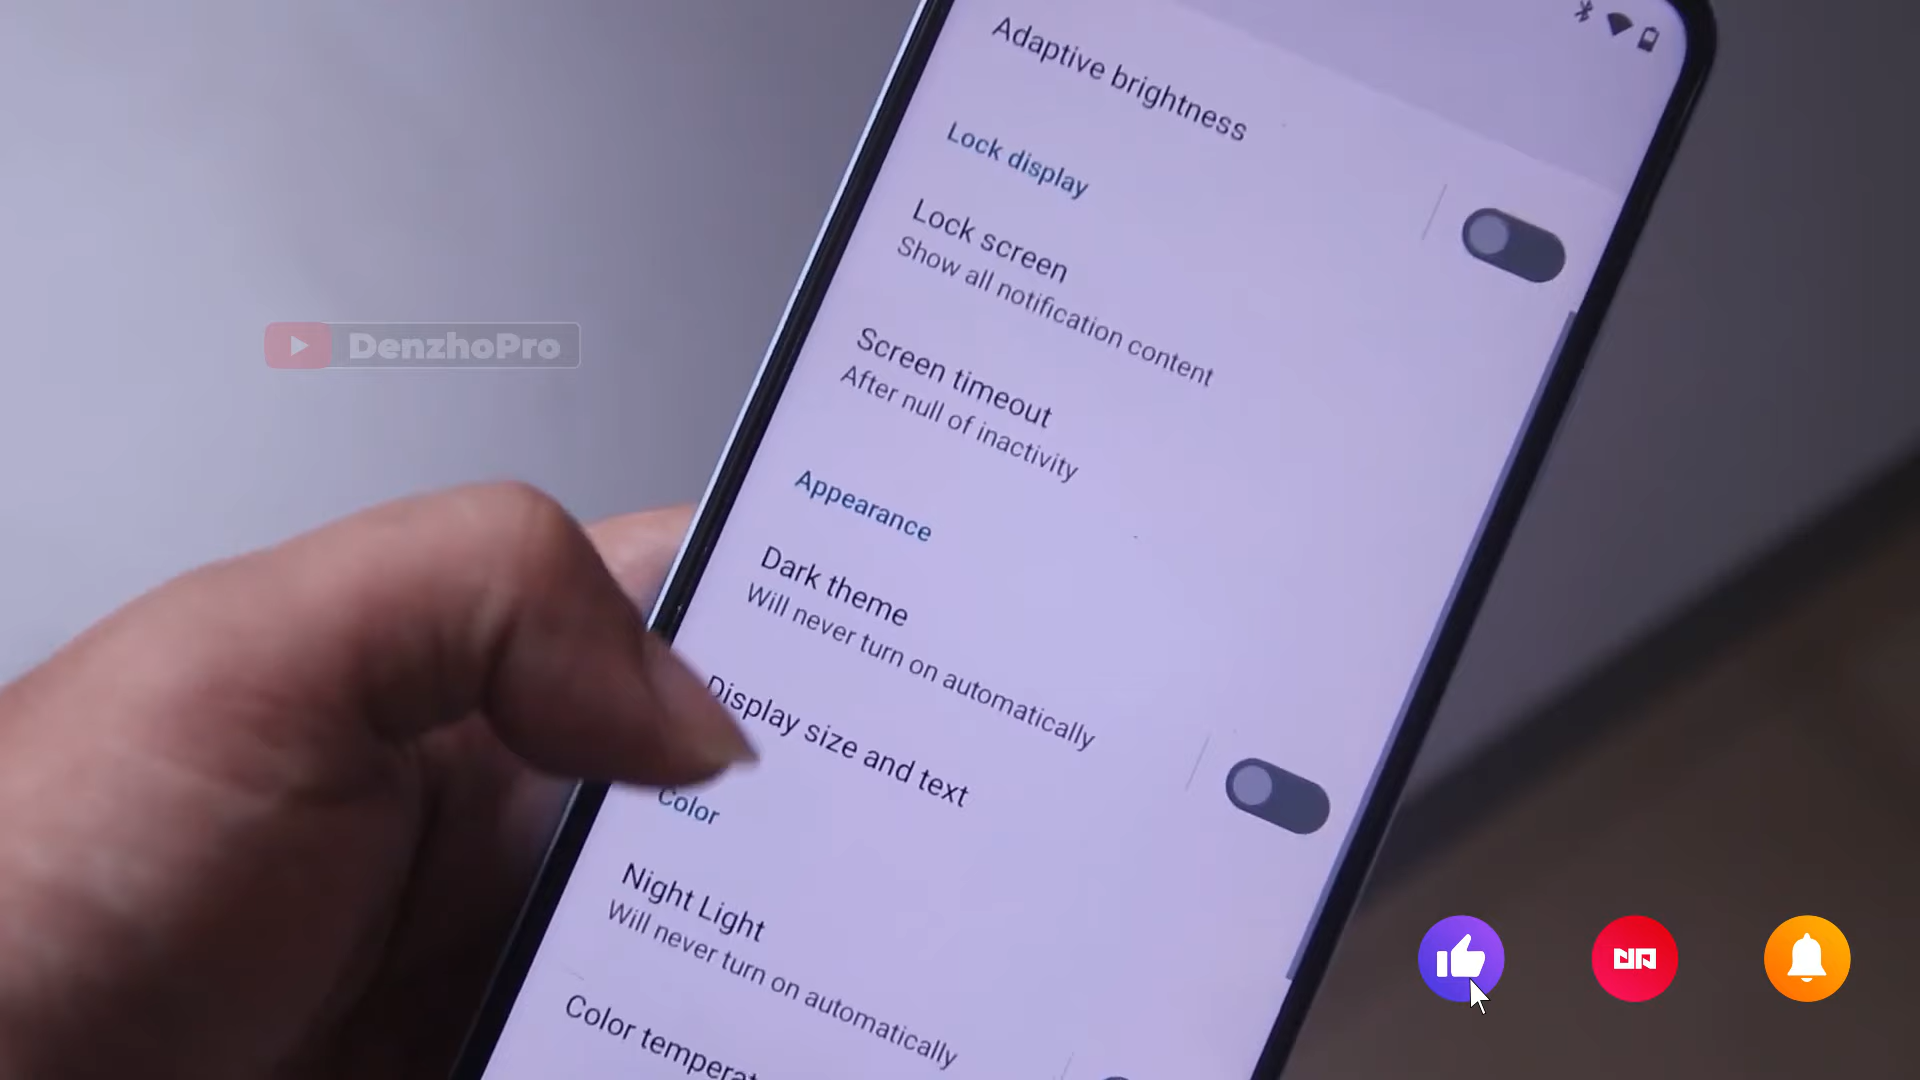 Adaptive brightness
Lock display
Lock screen
Show all notification content
Screen timeout
After null of inactivity
Appearance
Dark theme
Will never turn on automatically
Display size and text
Color
Night Light
Will never turn on automatically
Color
DenzhoPro